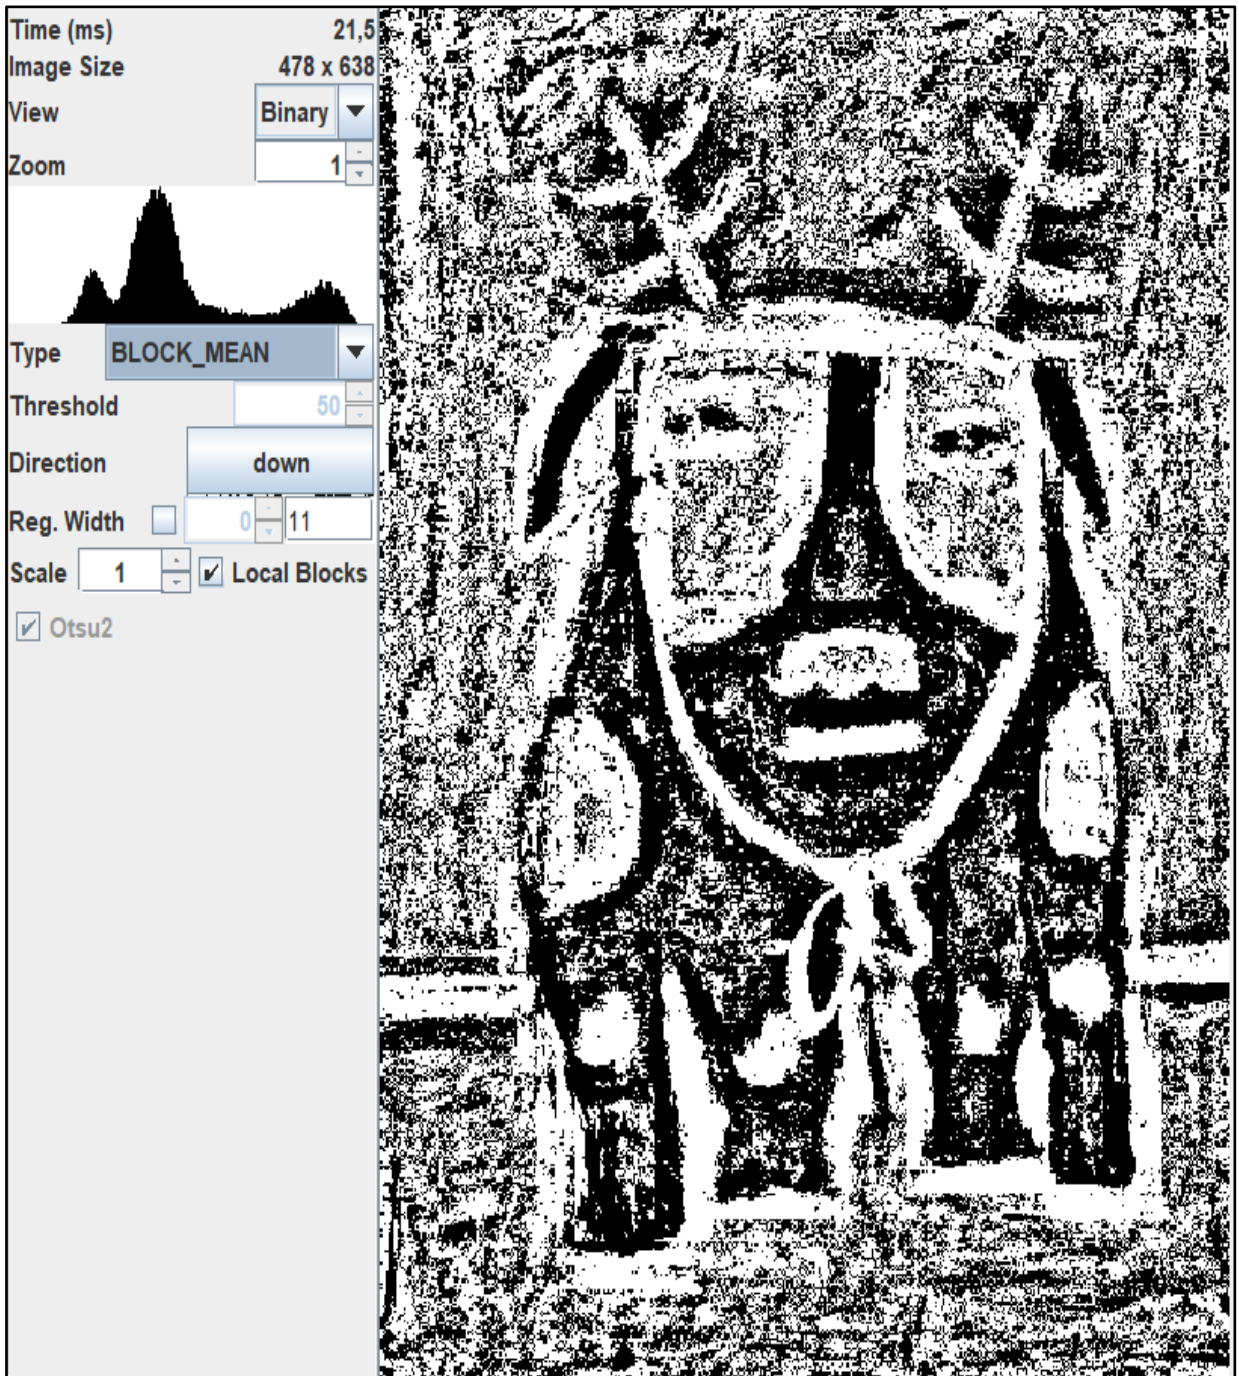 Time (ms) 21,5
Image Size 478 x 638
View Binary
Zoom 1
Type BLOCK_MEAN
Threshold 50
Direction down
Reg. Width 0 11
Scale 1 Local Blocks
Otsu2